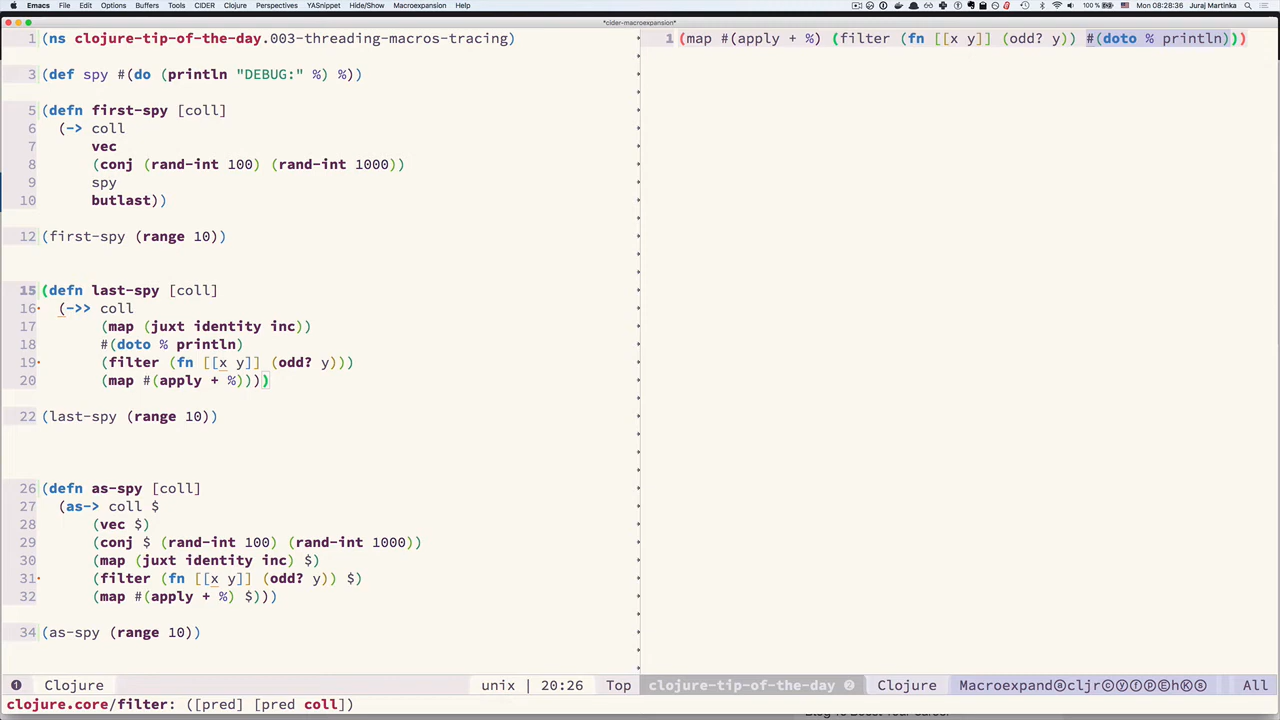 Emacs File Edit Options Buffers Tools CIDER Clojure Perspectives YASnippet Hide/Show Macroexpansion Help 100 % Mon 08:28:36 Juraj Martinka
*cider-macroexpansion*
1 (ns clojure-tip-of-the-day.003-threading-macros-tracing)
3 (def spy #(do (println "DEBUG:" %) %))
5 (defn first-spy [coll]
6 (-> coll
7 vec
8 (conj (rand-int 100) (rand-int 1000))
9 spy
10 butlast))
12 (first-spy (range 10))
15 (defn last-spy [coll]
16 (->> coll
17 (map (juxt identity inc))
18 #(doto % println)
19 (filter (fn [[x y]] (odd? y)))
20 (map #(apply + %))))
22 (last-spy (range 10))
26 (defn as-spy [coll]
27 (as-> coll $
28 (vec $)
29 (conj $ (rand-int 100) (rand-int 1000))
30 (map (juxt identity inc) $)
31 (filter (fn [[x y]] (odd? y)) $)
32 (map #(apply + %) $)))
34 (as-spy (range 10))
1 (map #(apply + %) (filter (fn [[x y]] (odd? y)) #(doto % println)))
❶ Clojure unix | 20:26 Top
clojure-tip-of-the-day ❷ Clojure MacroexpandⓐcljrⓒⓨⓕⓟⒺhⓀⓢ All
clojure.core/filter: ([pred] [pred coll])